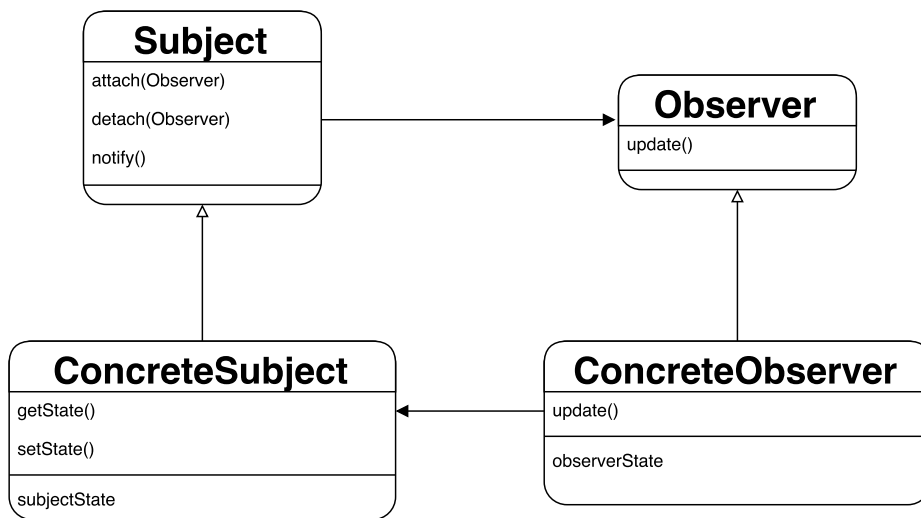 Subject
attach(Observer)
detach(Observer)
notify()
Observer
update()
ConcreteSubject
getState()
setState()
subjectState
ConcreteObserver
update()
observerState